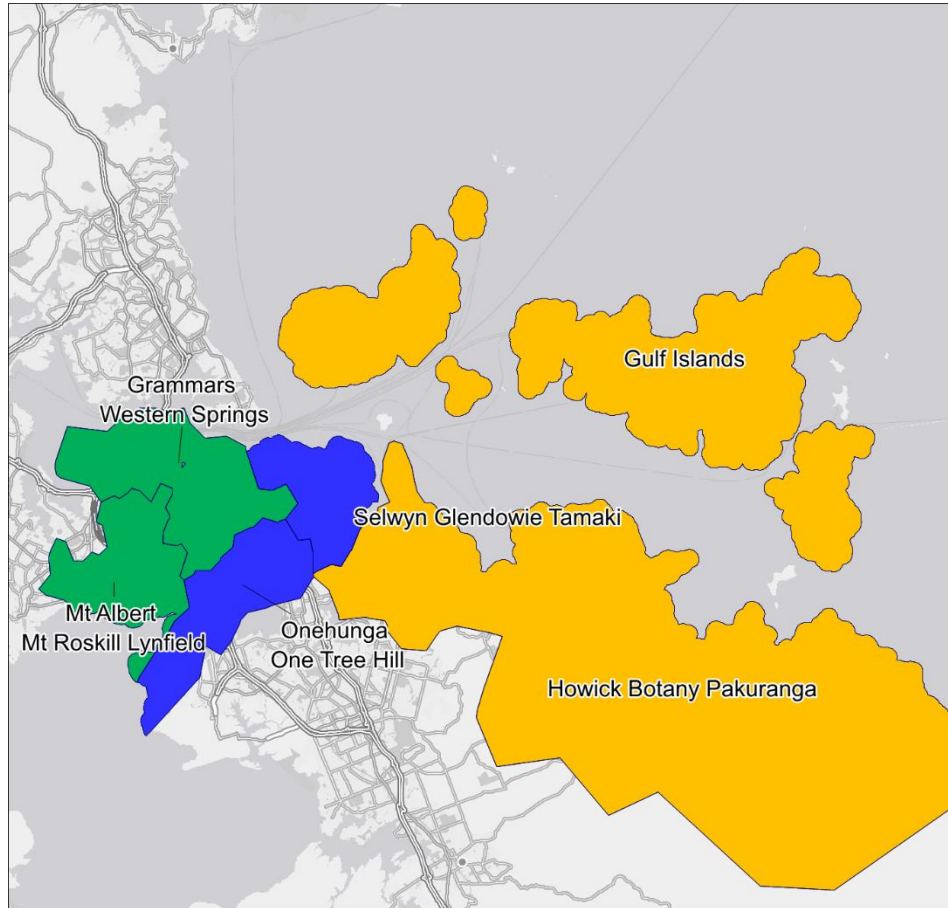 Gulf Islands
Grammars
Western Springs
Selwyn Glendowie Tamaki
Mt Albert
Mt Roskill Lynfield
Onehunga
One Tree Hill
Howick Botany Pakuranga